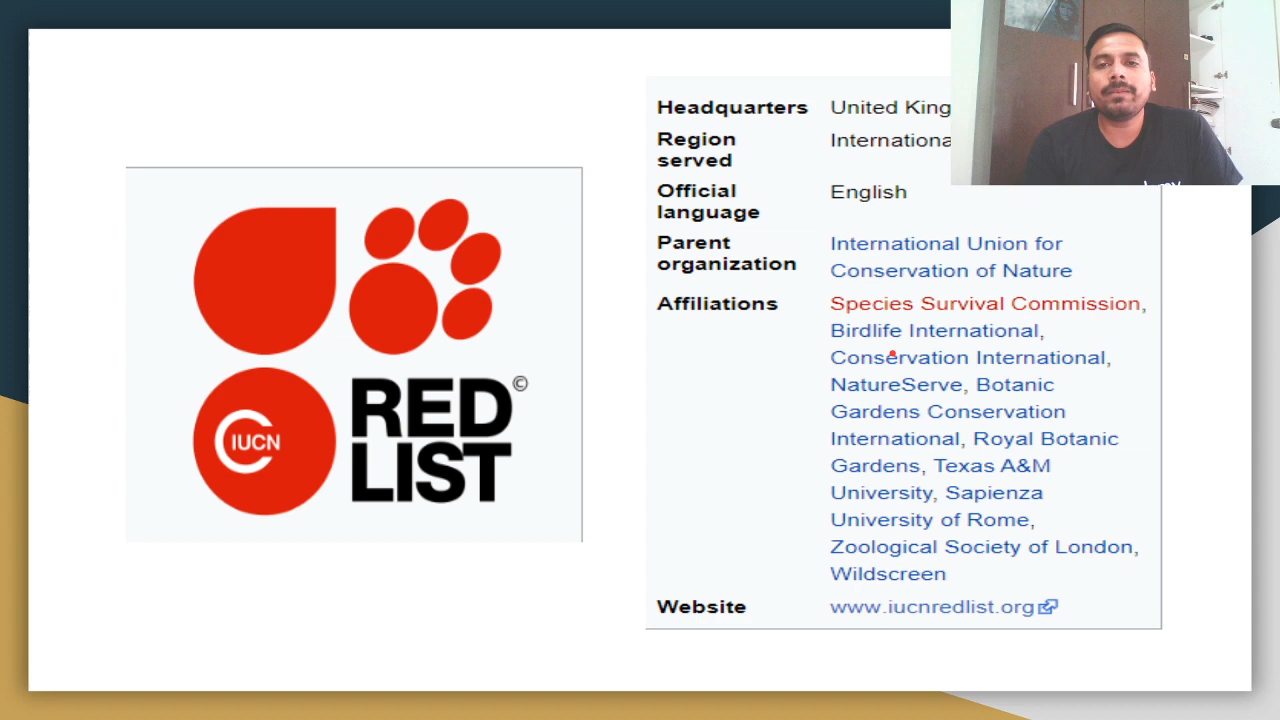 Headquarters United King
Region served Internationa
Official language English
Parent organization International Union for
Conservation of Nature
Affiliations Species Survival Commission,
Birdlife International,
Conservation International,
NatureServe, Botanic
Gardens Conservation
International, Royal Botanic
Gardens, Texas A&M
University, Sapienza
University of Rome,
Zoological Society of London,
Wildscreen
Website www.iucnredlist.org
IUCN
RED©
LIST